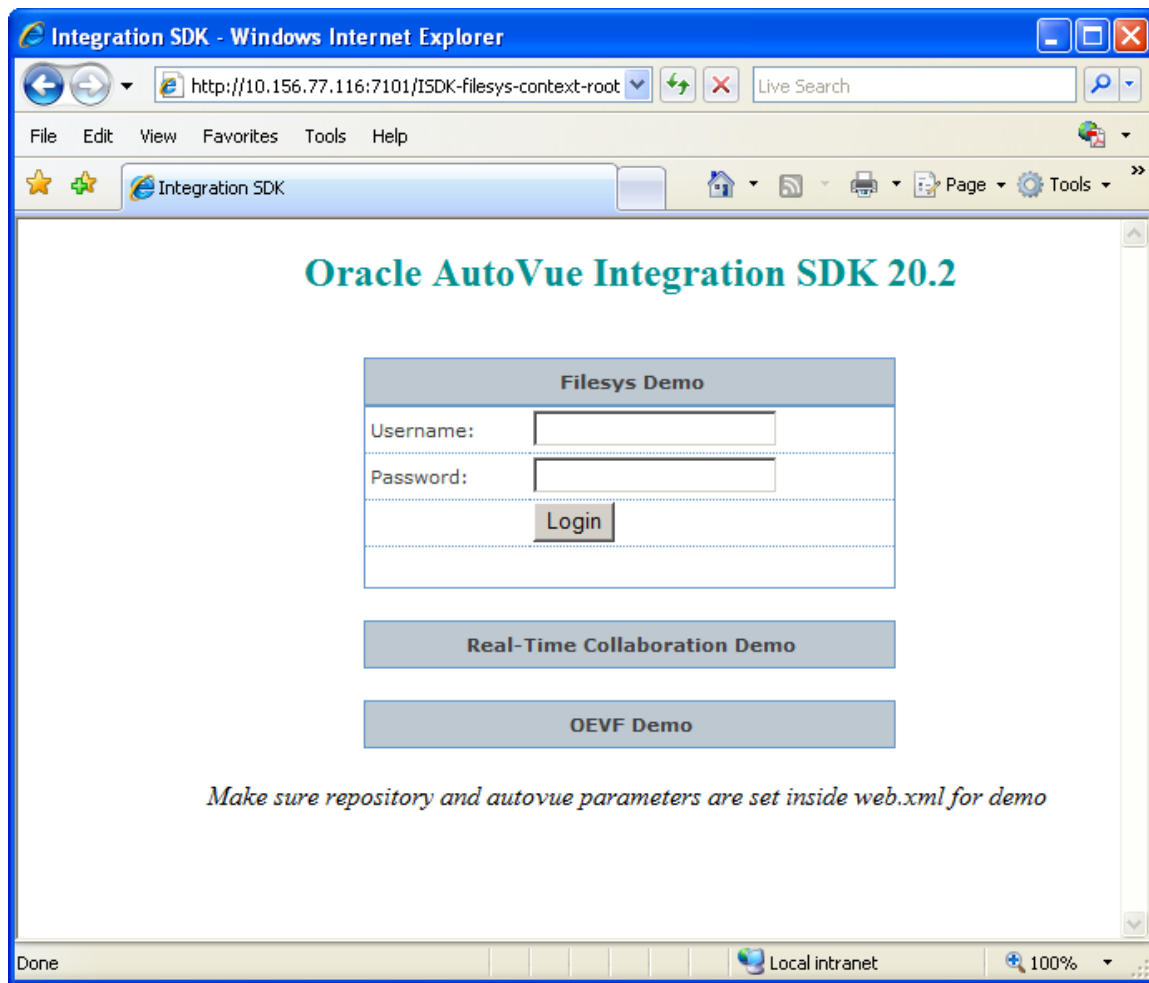 Integration SDK - Windows Internet Explorer
http://10.156.77.116:7101/ISDK-filesys-context-root
Live Search
File Edit View Favorites Tools Help
Integration SDK
Page Tools »
Oracle AutoVue Integration SDK 20.2
Filesys Demo
Username:
Password:
Login
Real-Time Collaboration Demo
OEVF Demo
Make sure repository and autovue parameters are set inside web.xml for demo
Done
Local intranet
100%